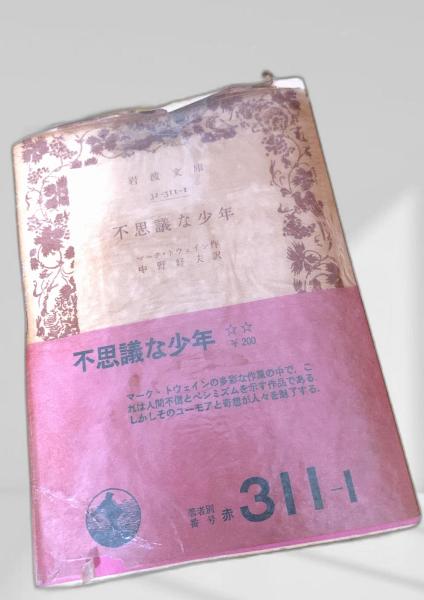 岩波文庫
32-311-1
不思議な少年
マーク・トウェイン作
中野好夫訳
不思議な少年 ☆☆
¥200
マーク・トウェインの多彩な作業の中で、こ
れは人間不信とペシミズムを示す作品である.
しかしそのユーモアと奇想が人々を魅了する.
著者別
番号 赤 311-1